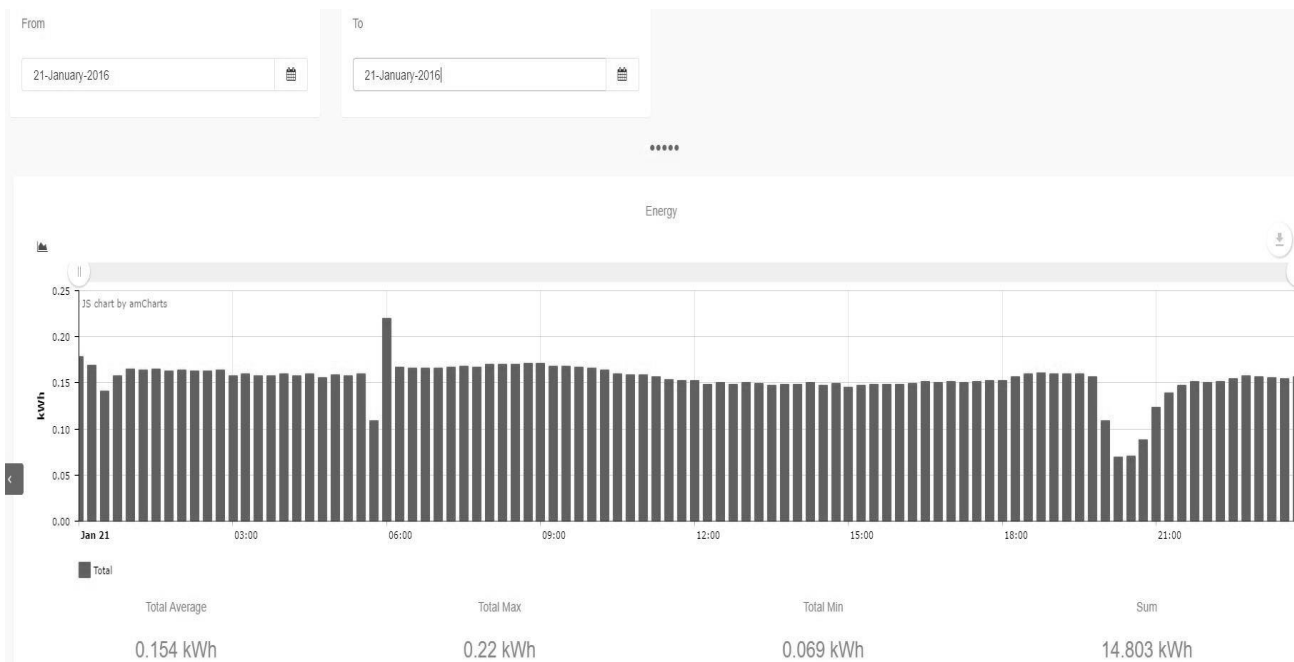 From To
21-January-2016 21-January-2016
Energy
JS chart by amCharts
0.25
0.20
0.15
0.10
0.05
0.00
kWh
Jan 21 03:00 06:00 09:00 12:00 15:00 18:00 21:00
Total
Total Average Total Max Total Min Sum
0.154 kWh 0.22 kWh 0.069 kWh 14.803 kWh